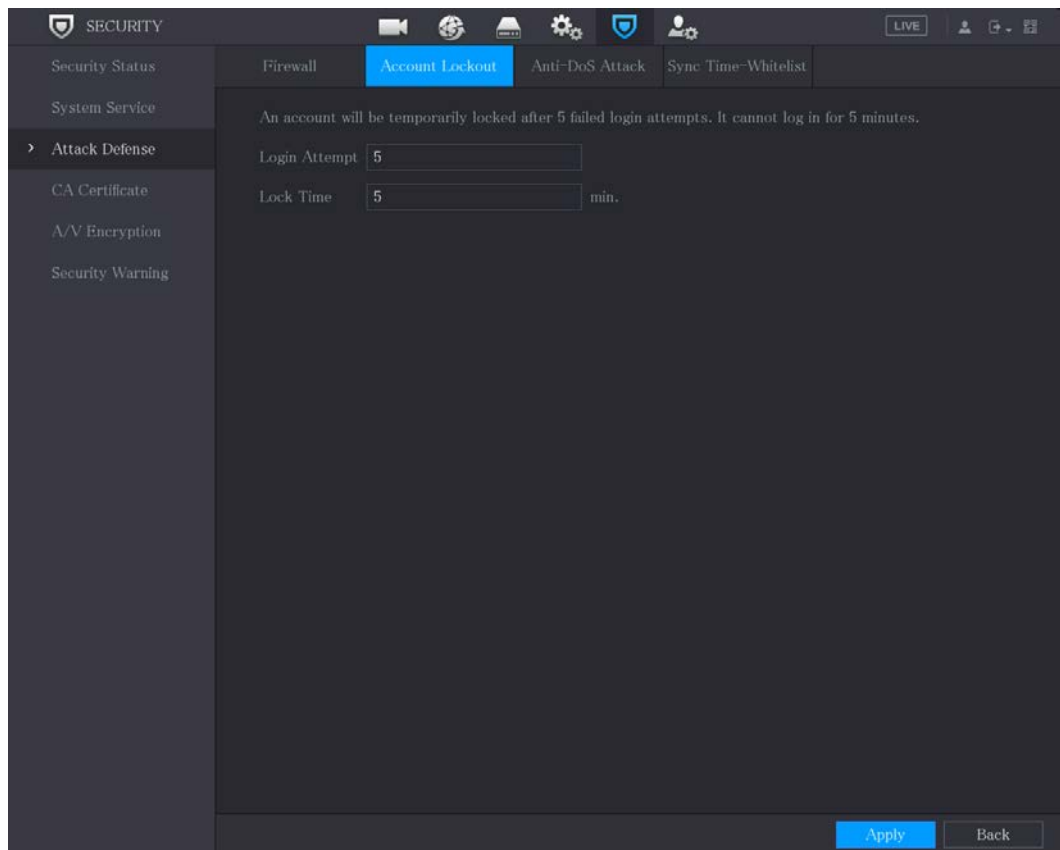 SECURITY
LIVE
Security Status
Firewall
Account Lockout
Anti-DoS Attack
Sync Time-Whitelist
System Service
An account will be temporarily locked after 5 failed login attempts. It cannot log in for 5 minutes.
Attack Defense
Login Attempt 5
CA Certificate
Lock Time 5 min.
A/V Encryption
Security Warning
Apply
Back